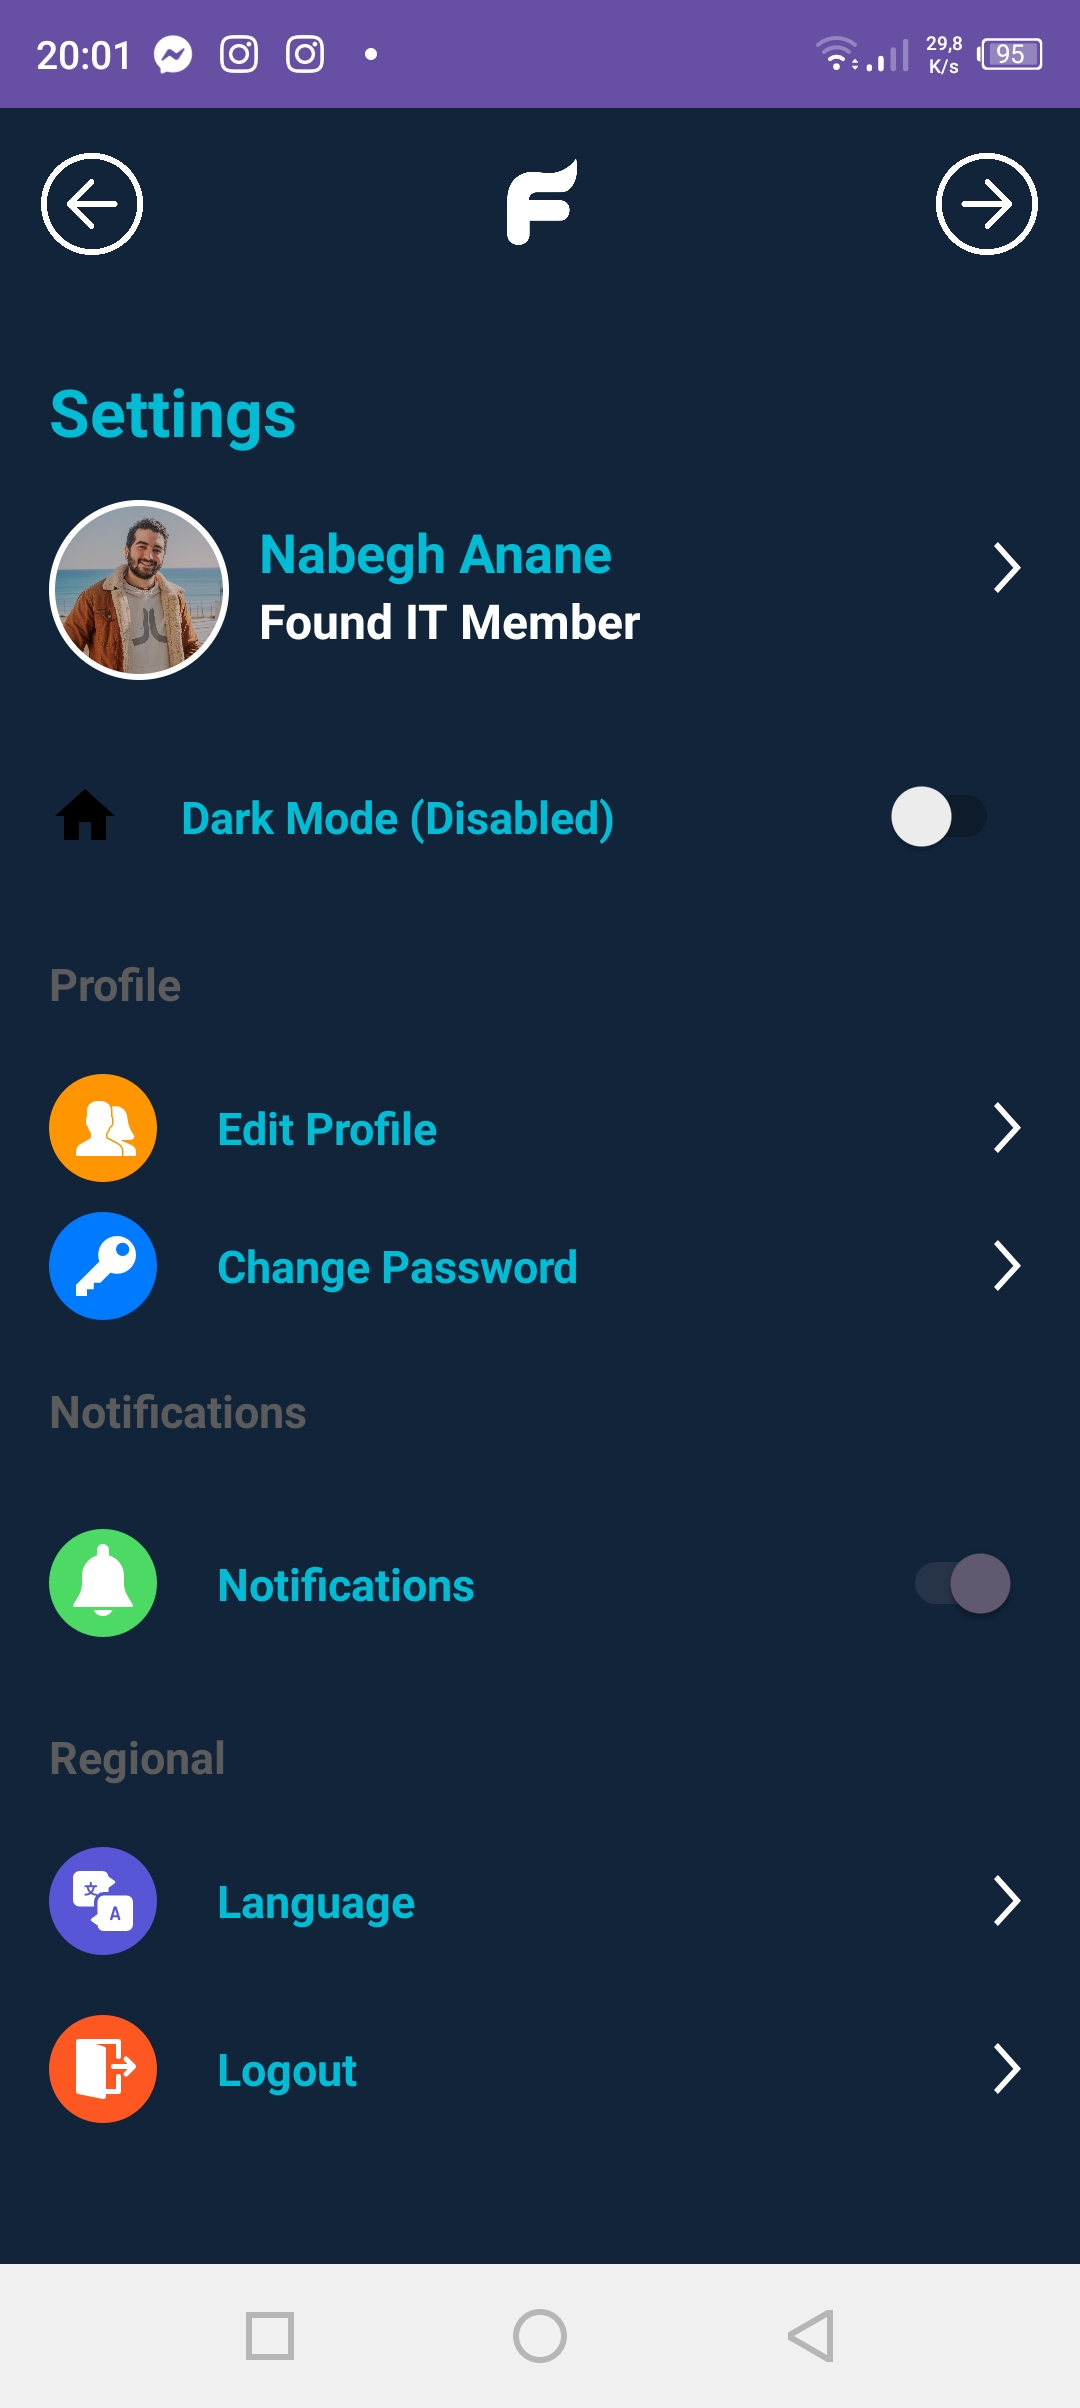 20:01
29,8
K/s
95
F
Settings
Nabegh Anane
Found IT Member
Dark Mode (Disabled)
Profile
Edit Profile
Change Password
Notifications
Notifications
Regional
文
A
Language
Logout